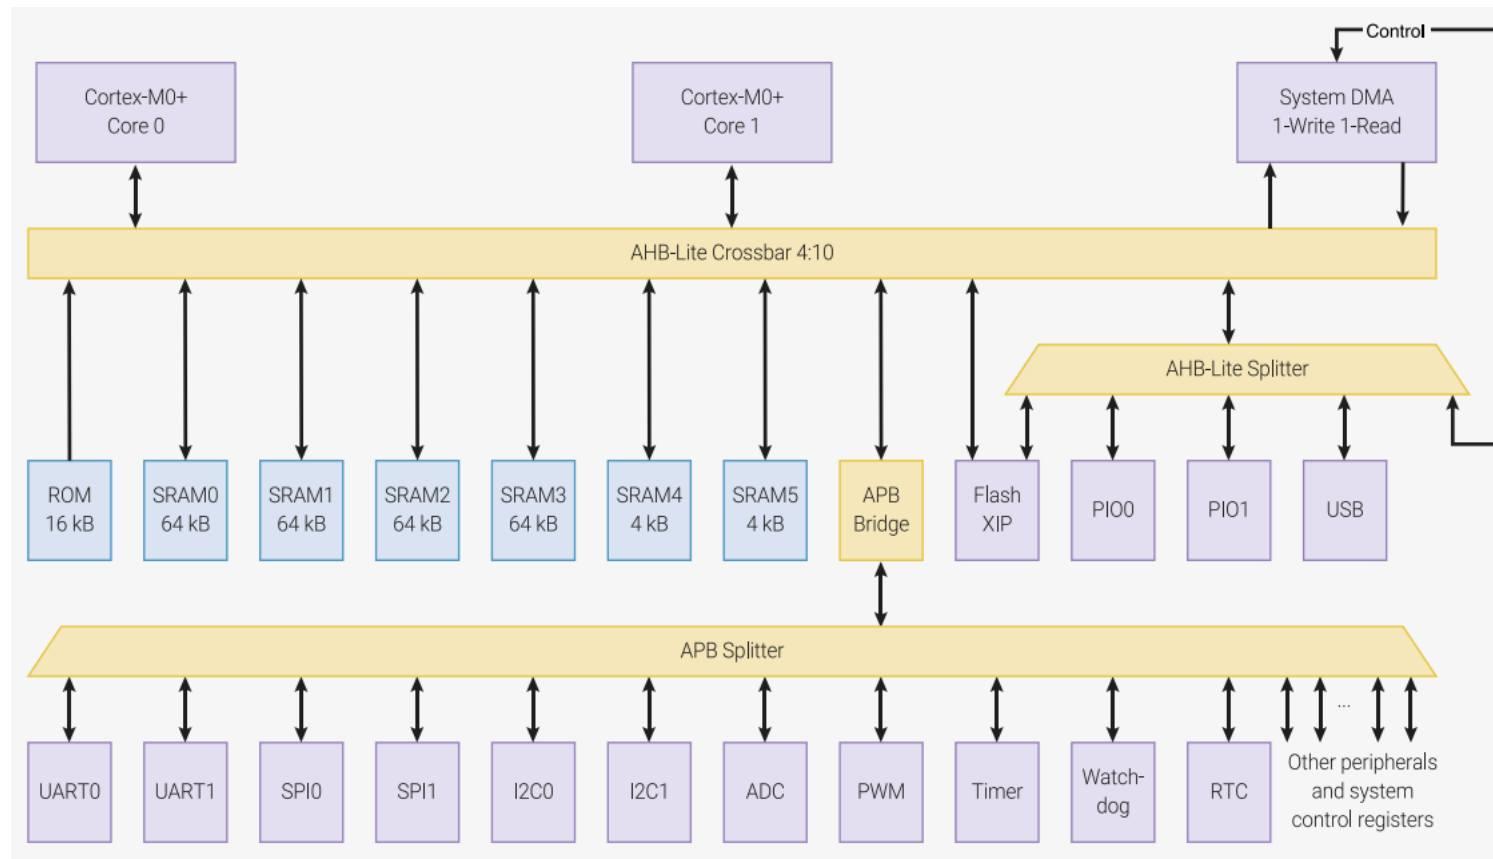 Control
Cortex-M0+
Core 0
Cortex-M0+
Core 1
System DMA
1-Write 1-Read
AHB-Lite Crossbar 4:10
AHB-Lite Splitter
ROM
16 kB
SRAM0
64 kB
SRAM1
64 kB
SRAM2
64 kB
SRAM3
64 kB
SRAM4
4 kB
SRAM5
4 kB
APB
Bridge
Flash
XIP
PIO0
PIO1
USB
APB Splitter
...
UART0
UART1
SPI0
SPI1
I2C0
I2C1
ADC
PWM
Timer
Watch-
dog
RTC
Other peripherals
and system
control registers